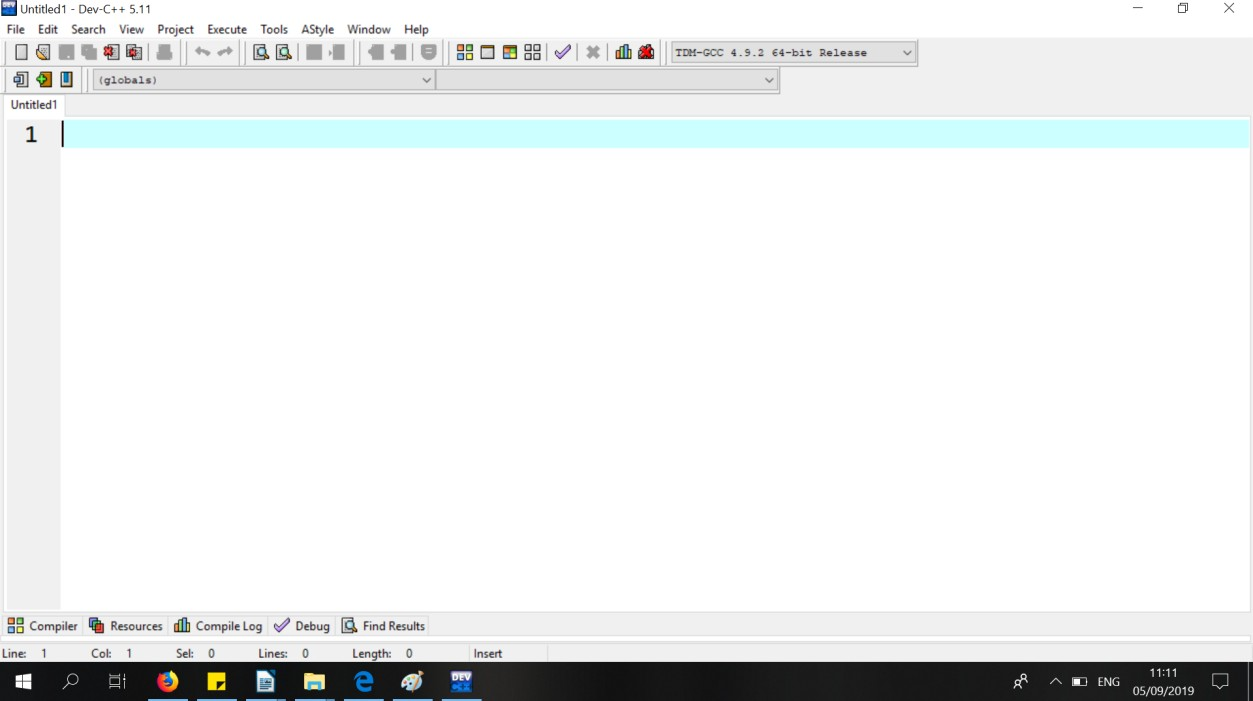 Untitled1 - Dev-C++ 5.11
File Edit Search View Project Execute Tools AStyle Window Help
TDM-GCC 4.9.2 64-bit Release
(globals)
Untitled1
1
Compiler Resources Compile Log Debug Find Results
Line: 1 Col: 1 Sel: 0 Lines: 0 Length: 0 Insert
DEV C++
ENG
11:11
05/09/2019